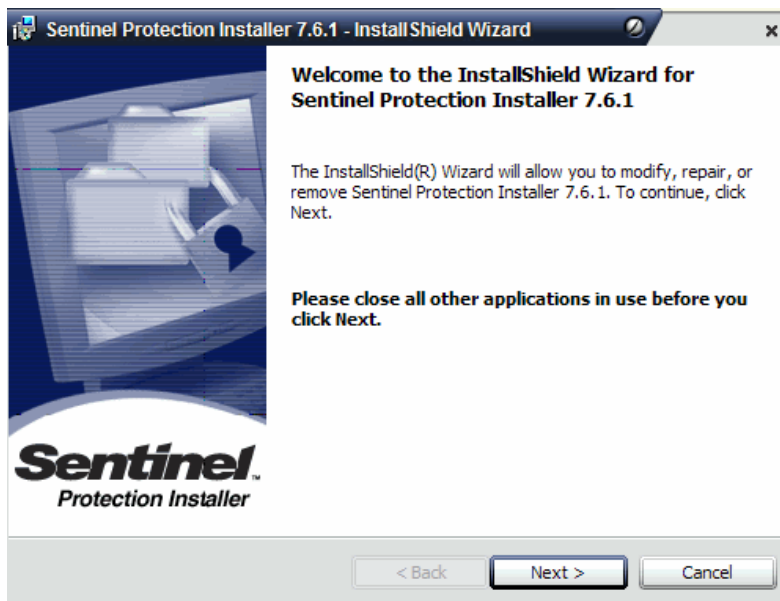 Sentinel Protection Installer 7.6.1 - InstallShield Wizard
Welcome to the InstallShield Wizard for
Sentinel Protection Installer 7.6.1
The InstallShield(R) Wizard will allow you to modify, repair, or
remove Sentinel Protection Installer 7.6.1. To continue, click
Next.
Please close all other applications in use before you
click Next.
Sentinel™
Protection Installer
< Back
Next >
Cancel